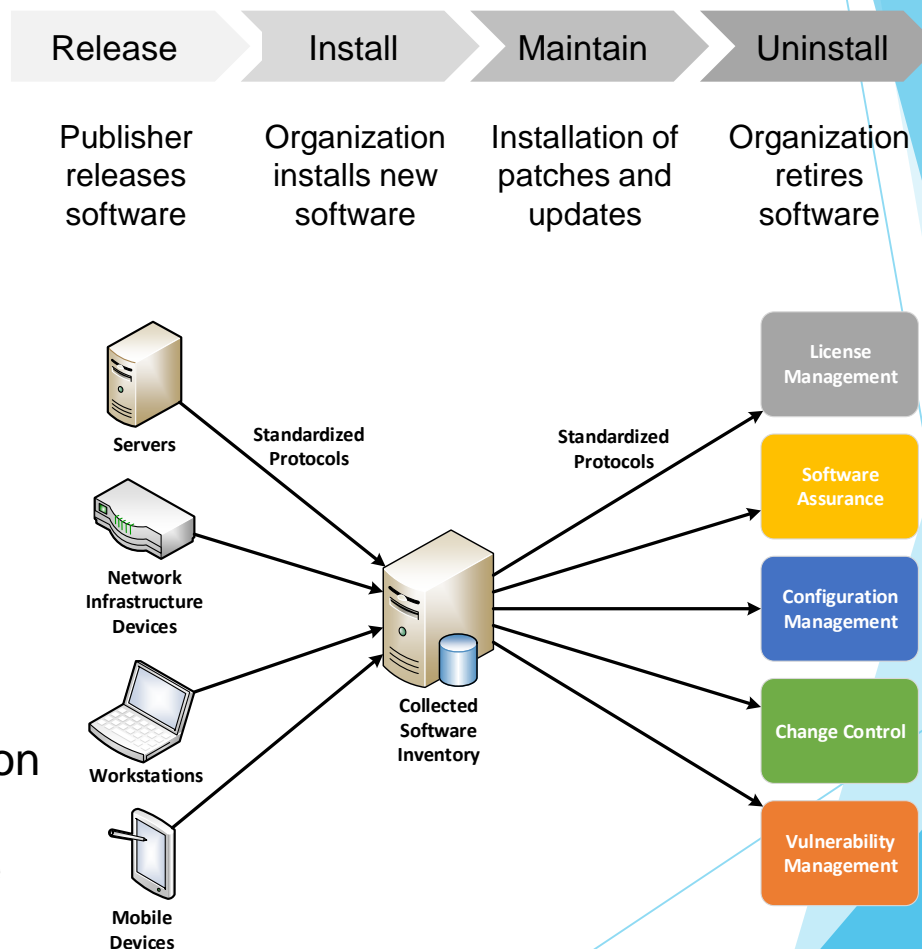 Release
Install
Maintain
Uninstall
Publisher
releases
software
Organization
installs new
software
Installation of
patches and
updates
Organization
retires
software
Servers
Standardized
Protocols
Standardized
Protocols
License
Management
Software
Assurance
Network
Infrastructure
Devices
Configuration
Management
Collected
Software
Inventory
Change Control
on
Workstations
Vulnerability
Management
Mobile
Devices